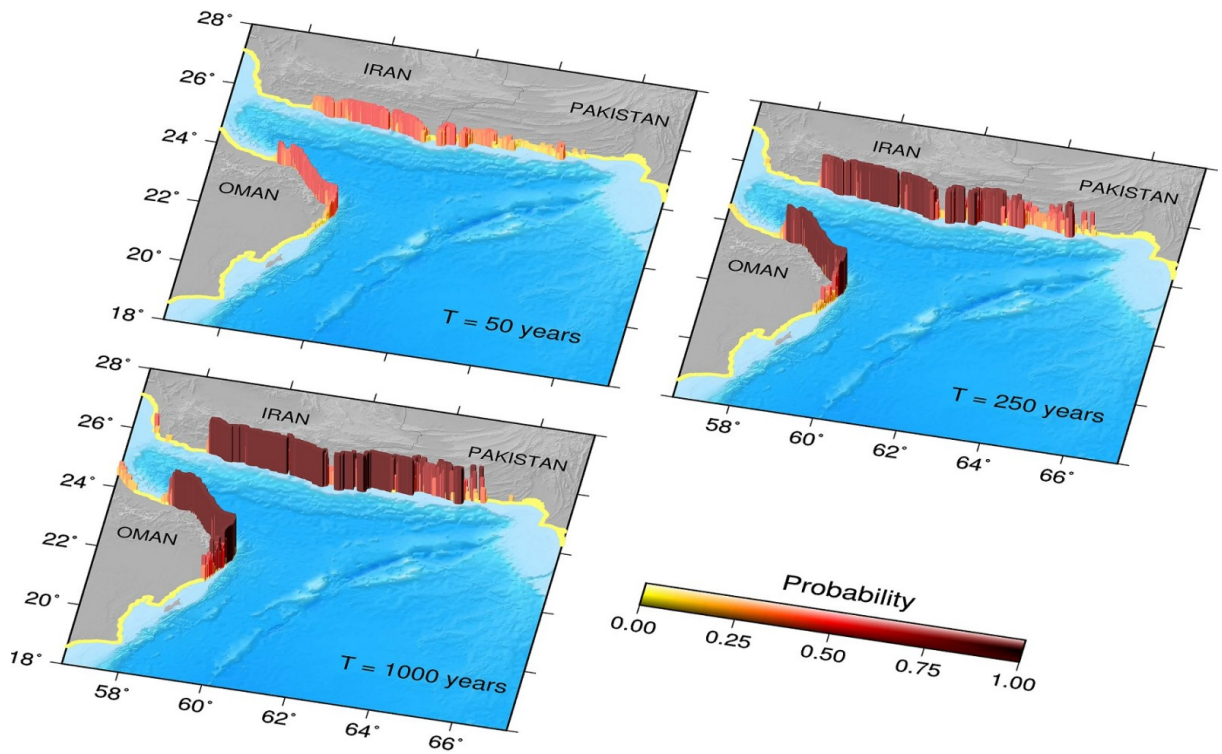 28°
26°
24°
22°
20°
18°
IRAN
PAKISTAN
OMAN
T = 50 years
IRAN
PAKISTAN
OMAN
T = 250 years
58°
60°
62°
64°
66°
28°
26°
24°
22°
20°
18°
IRAN
PAKISTAN
OMAN
T = 1000 years
58°
60°
62°
64°
66°
Probability
0.00
0.25
0.50
0.75
1.00